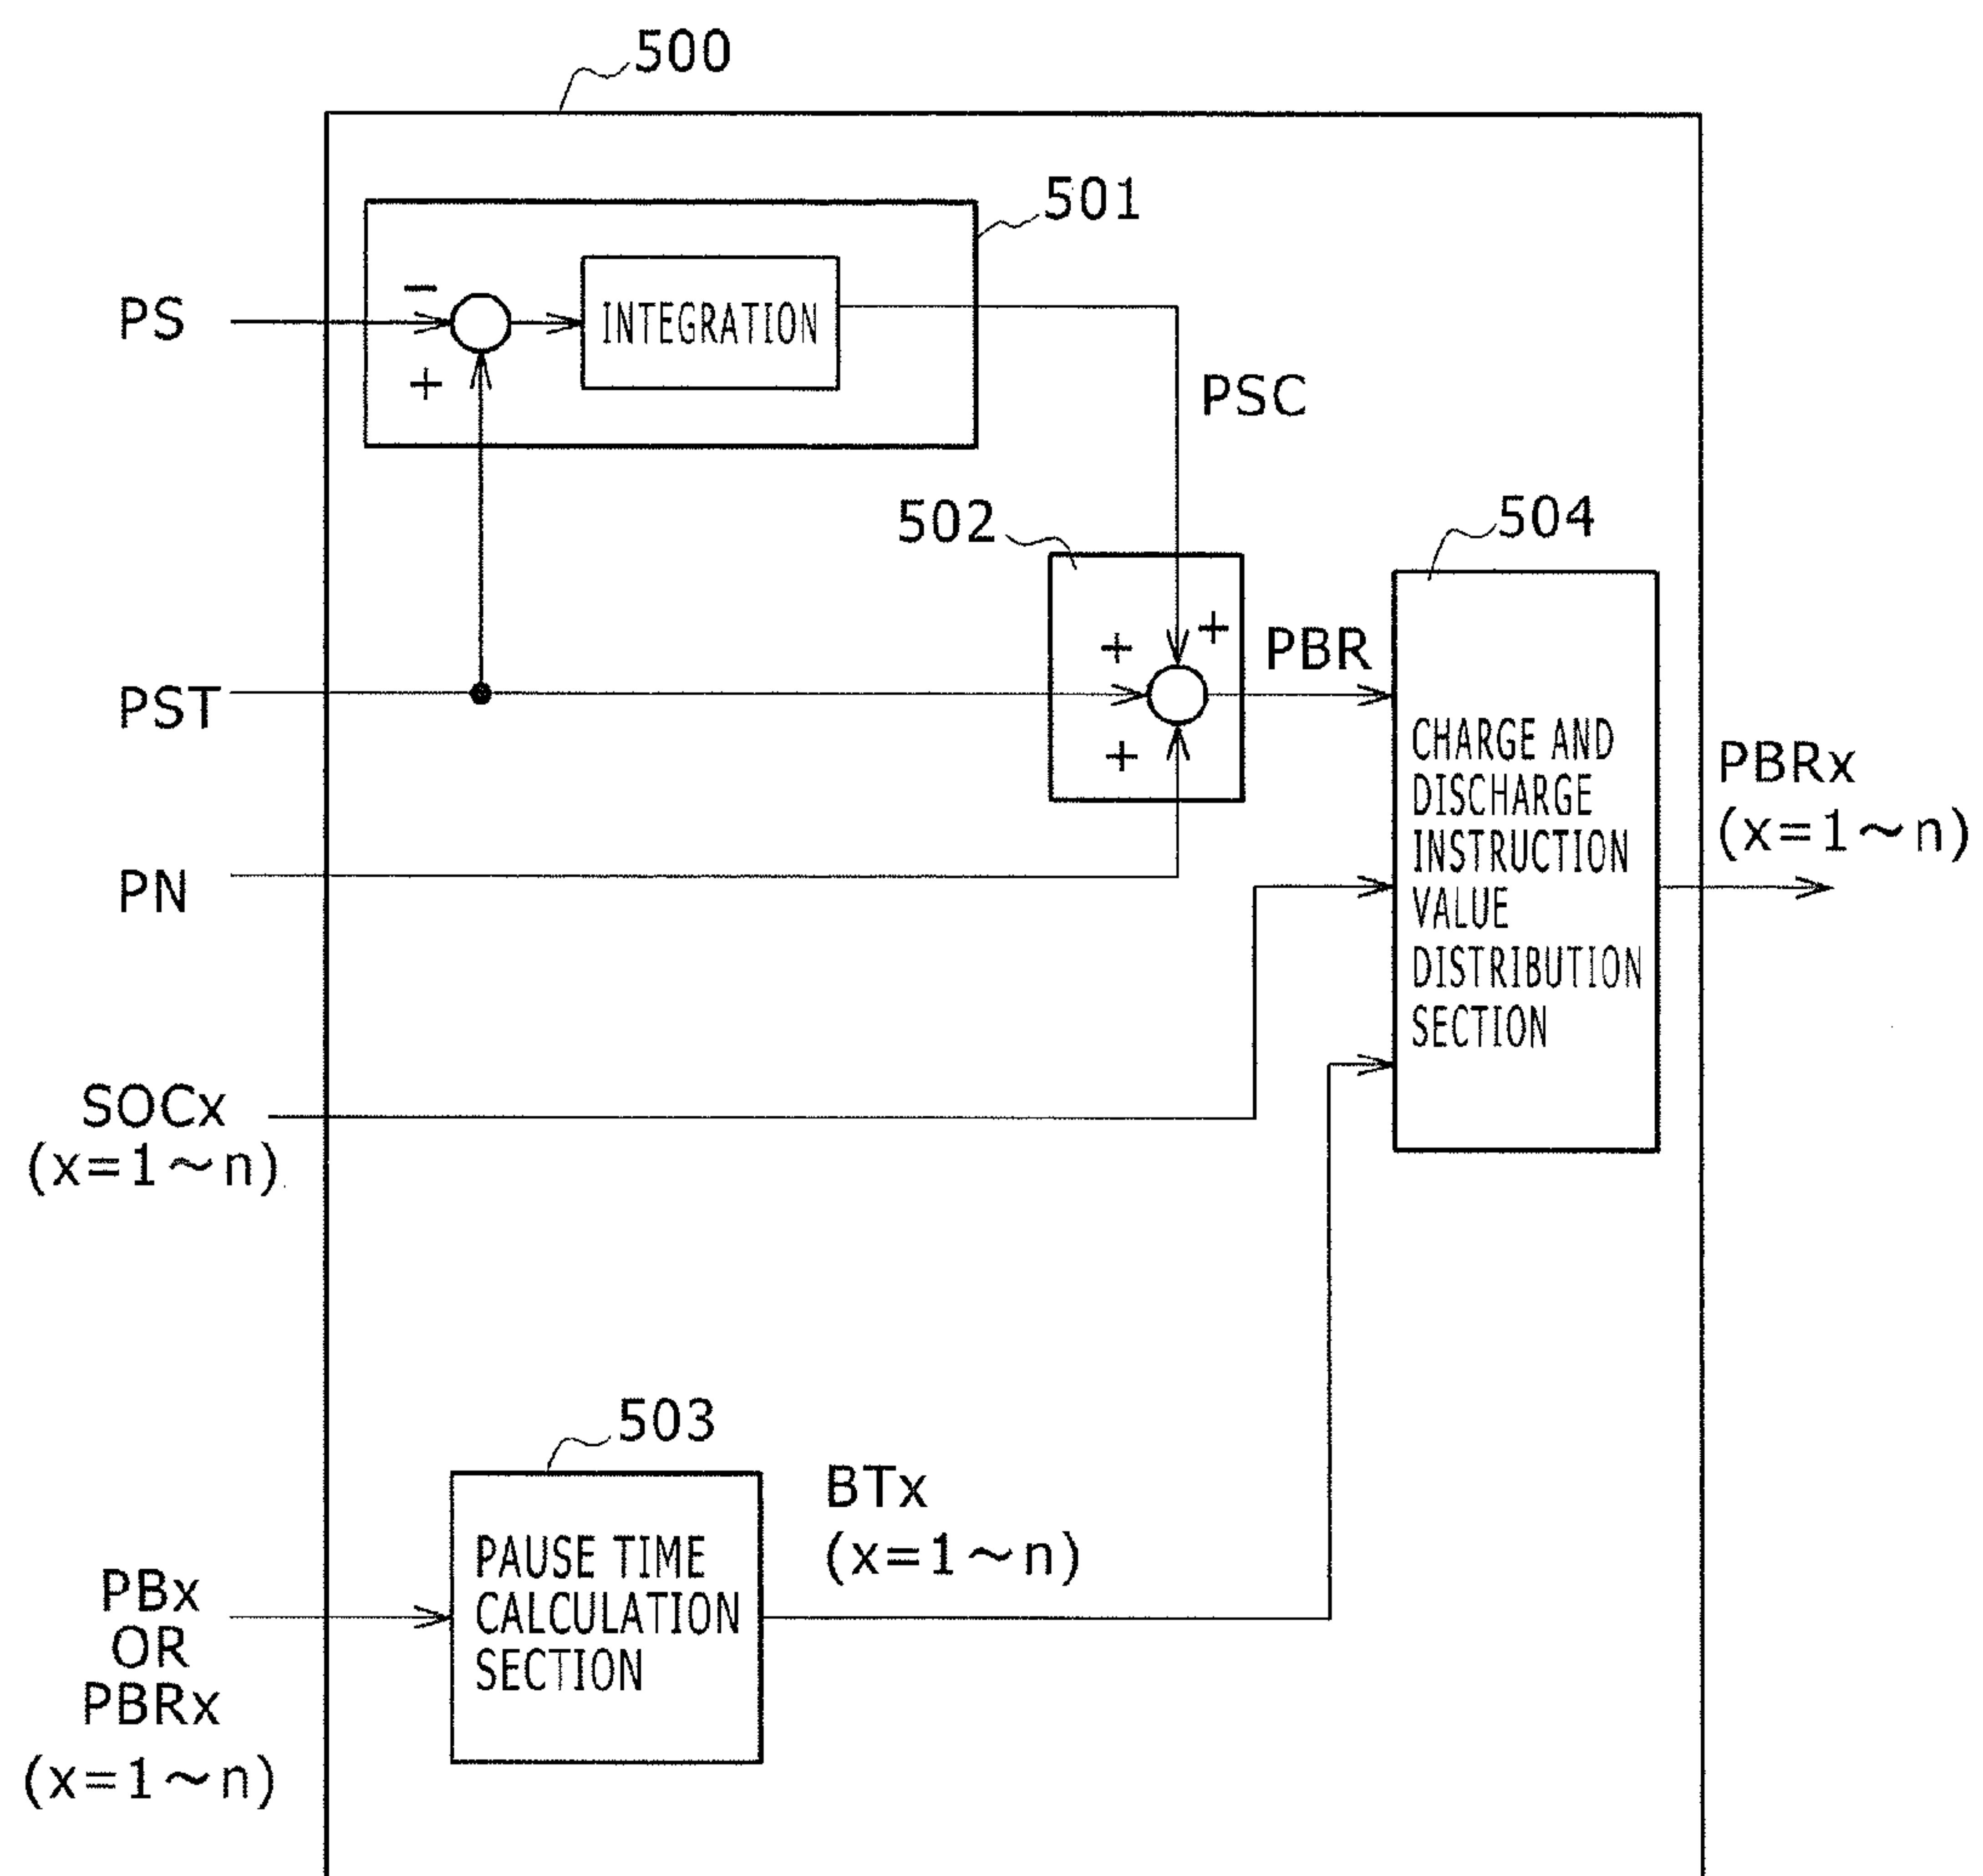 500
501
PS
−
+
INTEGRATION
PSC
502
504
+
+
+
PST
PBR
CHARGE AND
DISCHARGE
INSTRUCTION
VALUE
DISTRIBUTION
SECTION
PBRx
(x=1~n)
PN
SOCx
(x=1~n)
503
PAUSE TIME
CALCULATION
SECTION
BTx
(x=1~n)
PBx
OR
PBRx
(x=1~n)